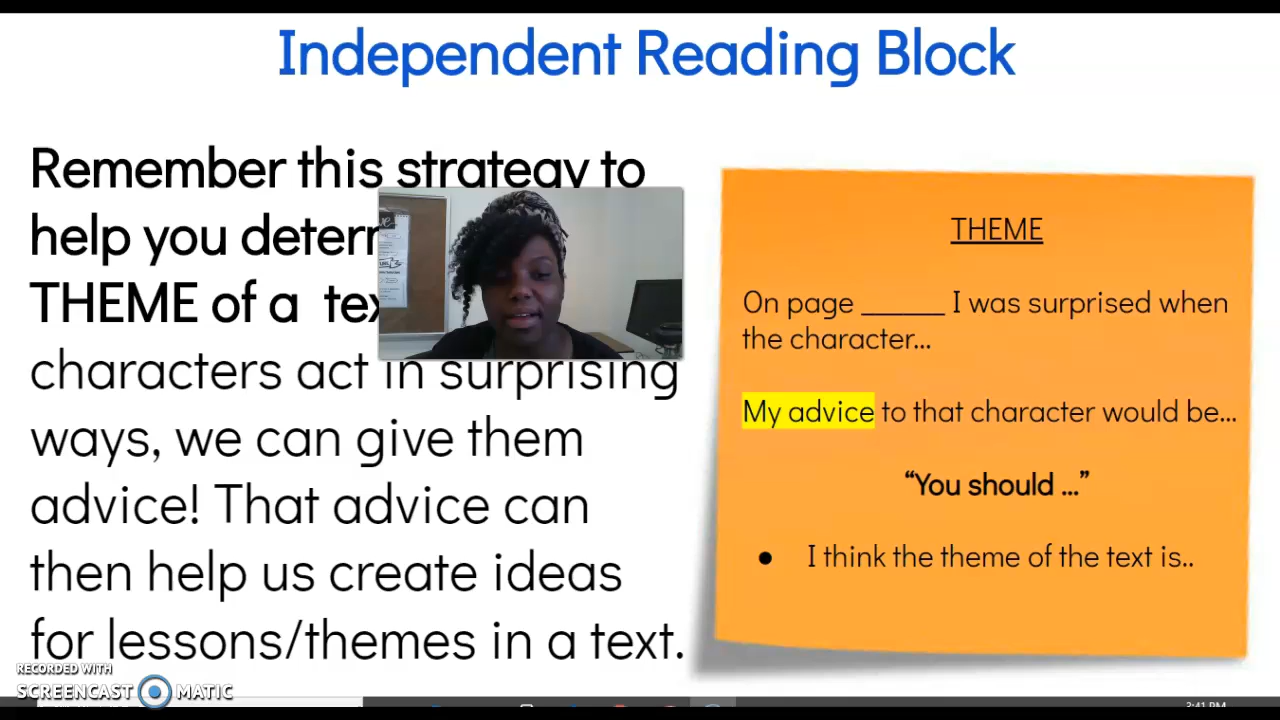 Independent Reading Block
Remember this strategy to
help you
THEME of a
characters act in surprising
ways, we can give them
advice! That advice can
then help us create ideas
for lessons/themes in a text.
THEME
On page ______ I was surprised when
the character...
My advice to that character would be...
“You should ...”
● I think the theme of the text is..
RECORDED WITH
SCREENCAST MATIC
3:41 PM